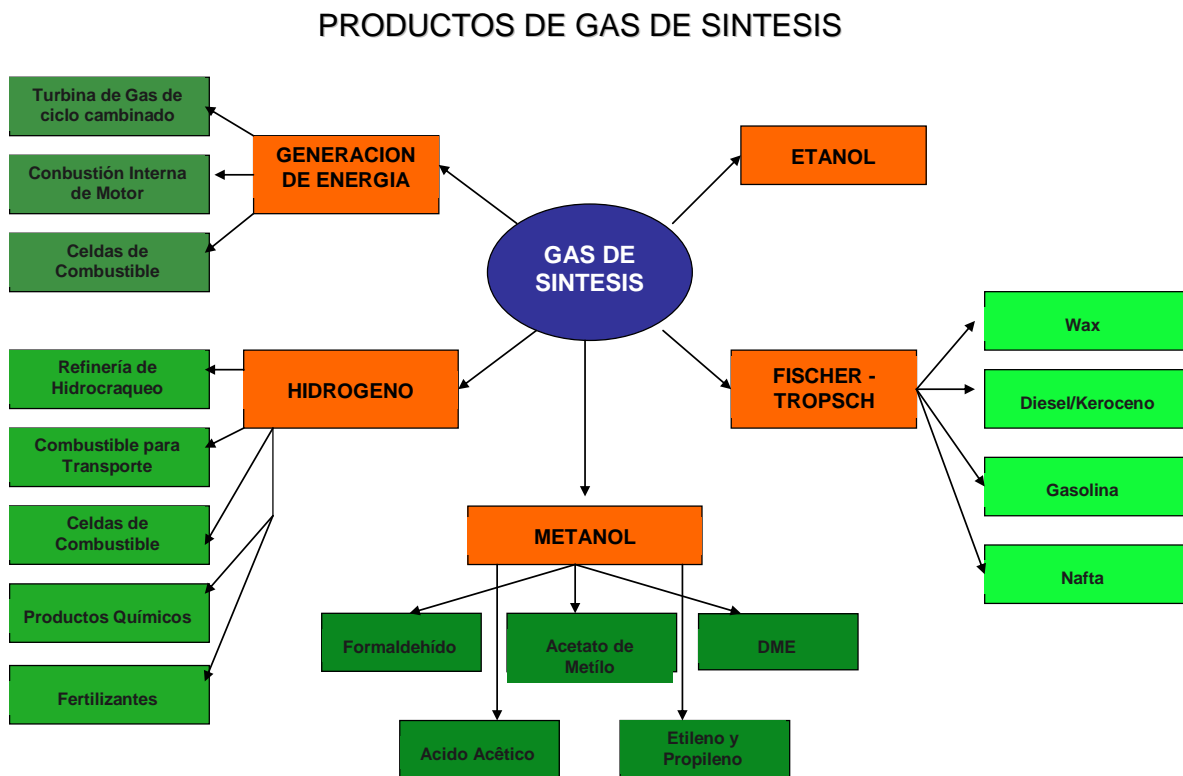 PRODUCTOS DE GAS DE SINTESIS
Turbina de Gas de
ciclo cambinado
Conbustión Interna
de Motor
Celdas de
Combustible
GENERACION
DE ENERGIA
ETANOL
GAS DE
SINTESIS
Refinería de
Hidrocraqueo
Combustible para
Transporte
Celdas de
Combustible
Productos Químicos
Fertilizantes
HIDROGENO
FISCHER -
TROPSCH
Wax
Diesel/Keroceno
Gasolina
Nafta
METANOL
Formaldehído
Acetato de
Metílo
DME
Acido Acêtico
Etileno y
Propileno